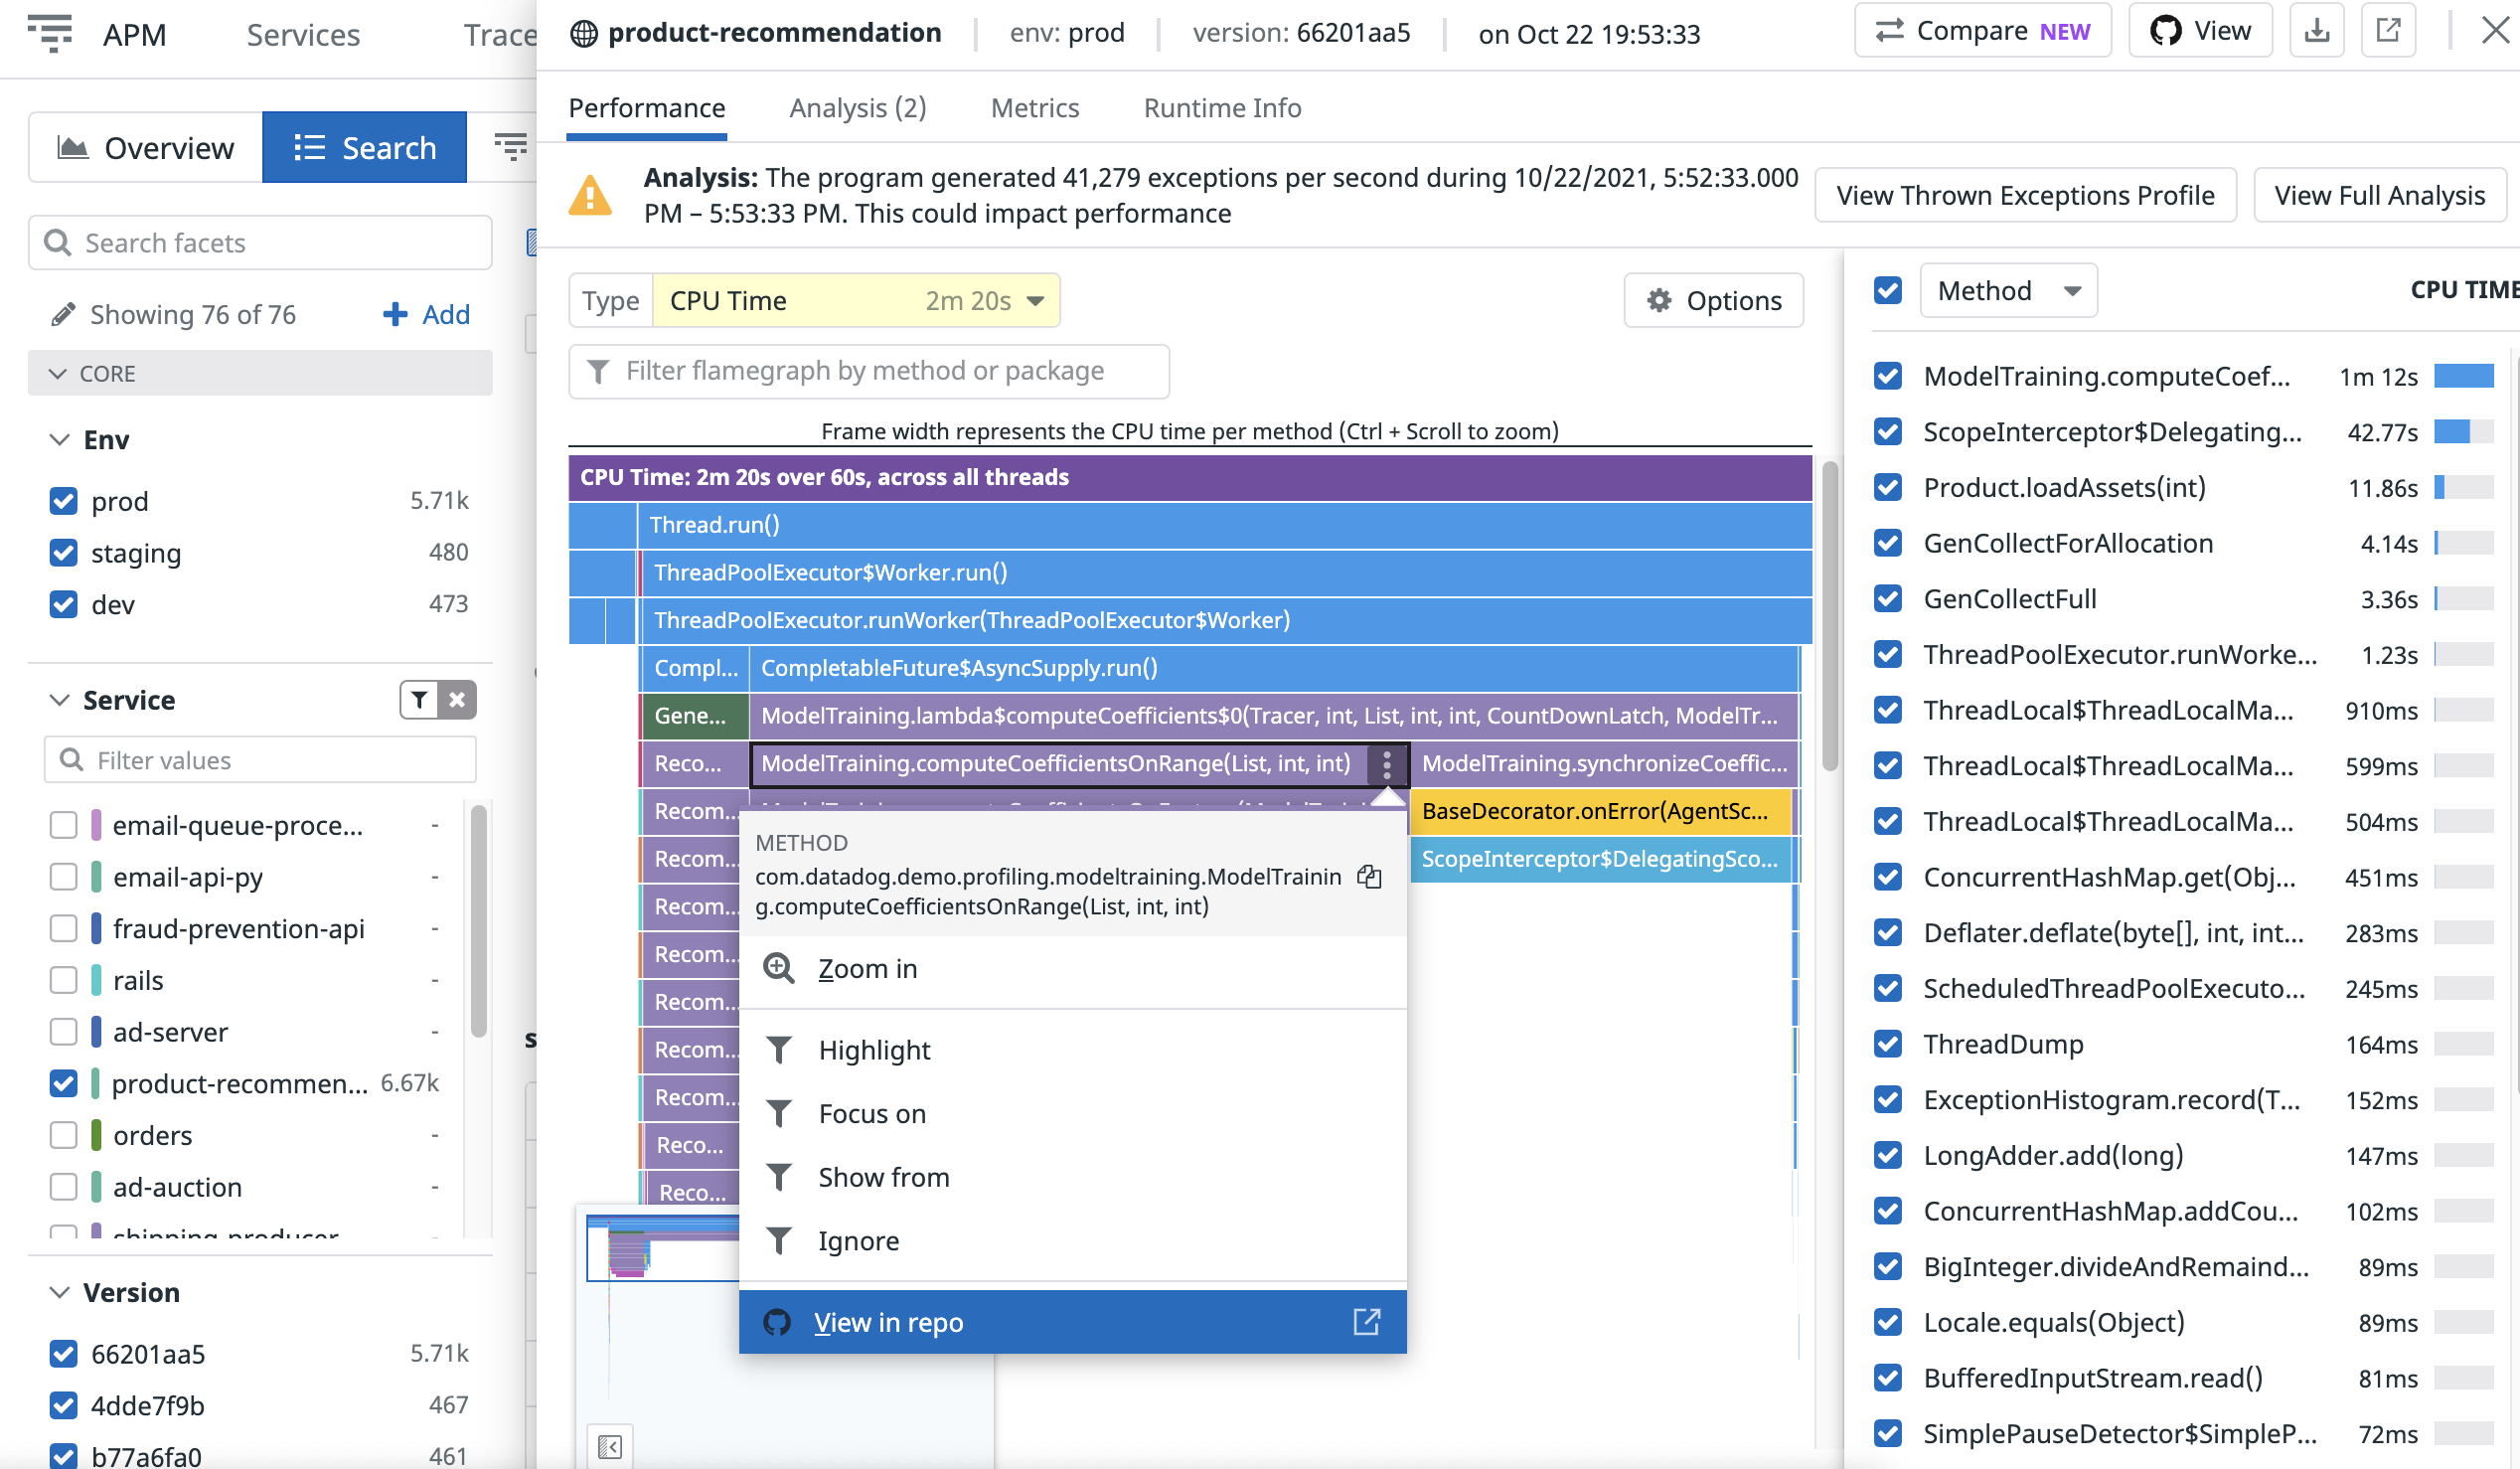 APM
Services
Trace
product-recommendation
env: prod
version: 66201aa5
on Oct 22 19:53:33
Compare NEW
View
Overview
Search
Performance
Analysis (2)
Metrics
Runtime Info
Analysis: The program generated 41,279 exceptions per second during 10/22/2021, 5:52:33.000
PM – 5:53:33 PM. This could impact performance
View Thrown Exceptions Profile
View Full Analysis
Search facets
Showing 76 of 76
Add
CORE
Env
prod 5.71k
staging 480
dev 473
Service
Filter values
email-queue-proce... -
email-api-py -
fraud-prevention-api -
rails -
ad-server -
product-recommen... 6.67k
orders -
ad-auction -
shipping-producer -
Version
66201aa5 5.71k
4dde7f9b 467
b77a6fa0 461
Type
CPU Time 2m 20s
Options
Filter flamegraph by method or package
Frame width represents the CPU time per method (Ctrl + Scroll to zoom)
CPU Time: 2m 20s over 60s, across all threads
Thread.run()
ThreadPoolExecutor$Worker.run()
ThreadPoolExecutor.runWorker(ThreadPoolExecutor$Worker)
Compl... CompletableFuture$AsyncSupply.run()
Gene... ModelTraining.lambda$computeCoefficients$0(Tracer, int, List, int, int, CountDownLatch, ModelTr...
Reco... ModelTraining.computeCoefficientsOnRange(List, int, int) ModelTraining.synchronizeCoeffic...
Recom... BaseDecorator.onError(AgentSc...
Recom... ScopeInterceptor$DelegatingSco...
Recom...
Recom...
Recom...
Recom...
Recom...
Reco...
Reco...
METHOD
com.datadog.demo.profiling.modeltraining.ModelTrainin
g.computeCoefficientsOnRange(List, int, int)
Zoom in
Highlight
Focus on
Show from
Ignore
View in repo
Method
CPU TIME
ModelTraining.computeCoef... 1m 12s
ScopeInterceptor$Delegating... 42.77s
Product.loadAssets(int) 11.86s
GenCollectForAllocation 4.14s
GenCollectFull 3.36s
ThreadPoolExecutor.runWorke... 1.23s
ThreadLocal$ThreadLocalMa... 910ms
ThreadLocal$ThreadLocalMa... 599ms
ThreadLocal$ThreadLocalMa... 504ms
ConcurrentHashMap.get(Obj... 451ms
Deflater.deflate(byte[], int, int... 283ms
ScheduledThreadPoolExecuto... 245ms
ThreadDump 164ms
ExceptionHistogram.record(T... 152ms
LongAdder.add(long) 147ms
ConcurrentHashMap.addCou... 102ms
BigInteger.divideAndRemaind... 89ms
Locale.equals(Object) 89ms
BufferedInputStream.read() 81ms
SimplePauseDetector$SimpleP... 72ms